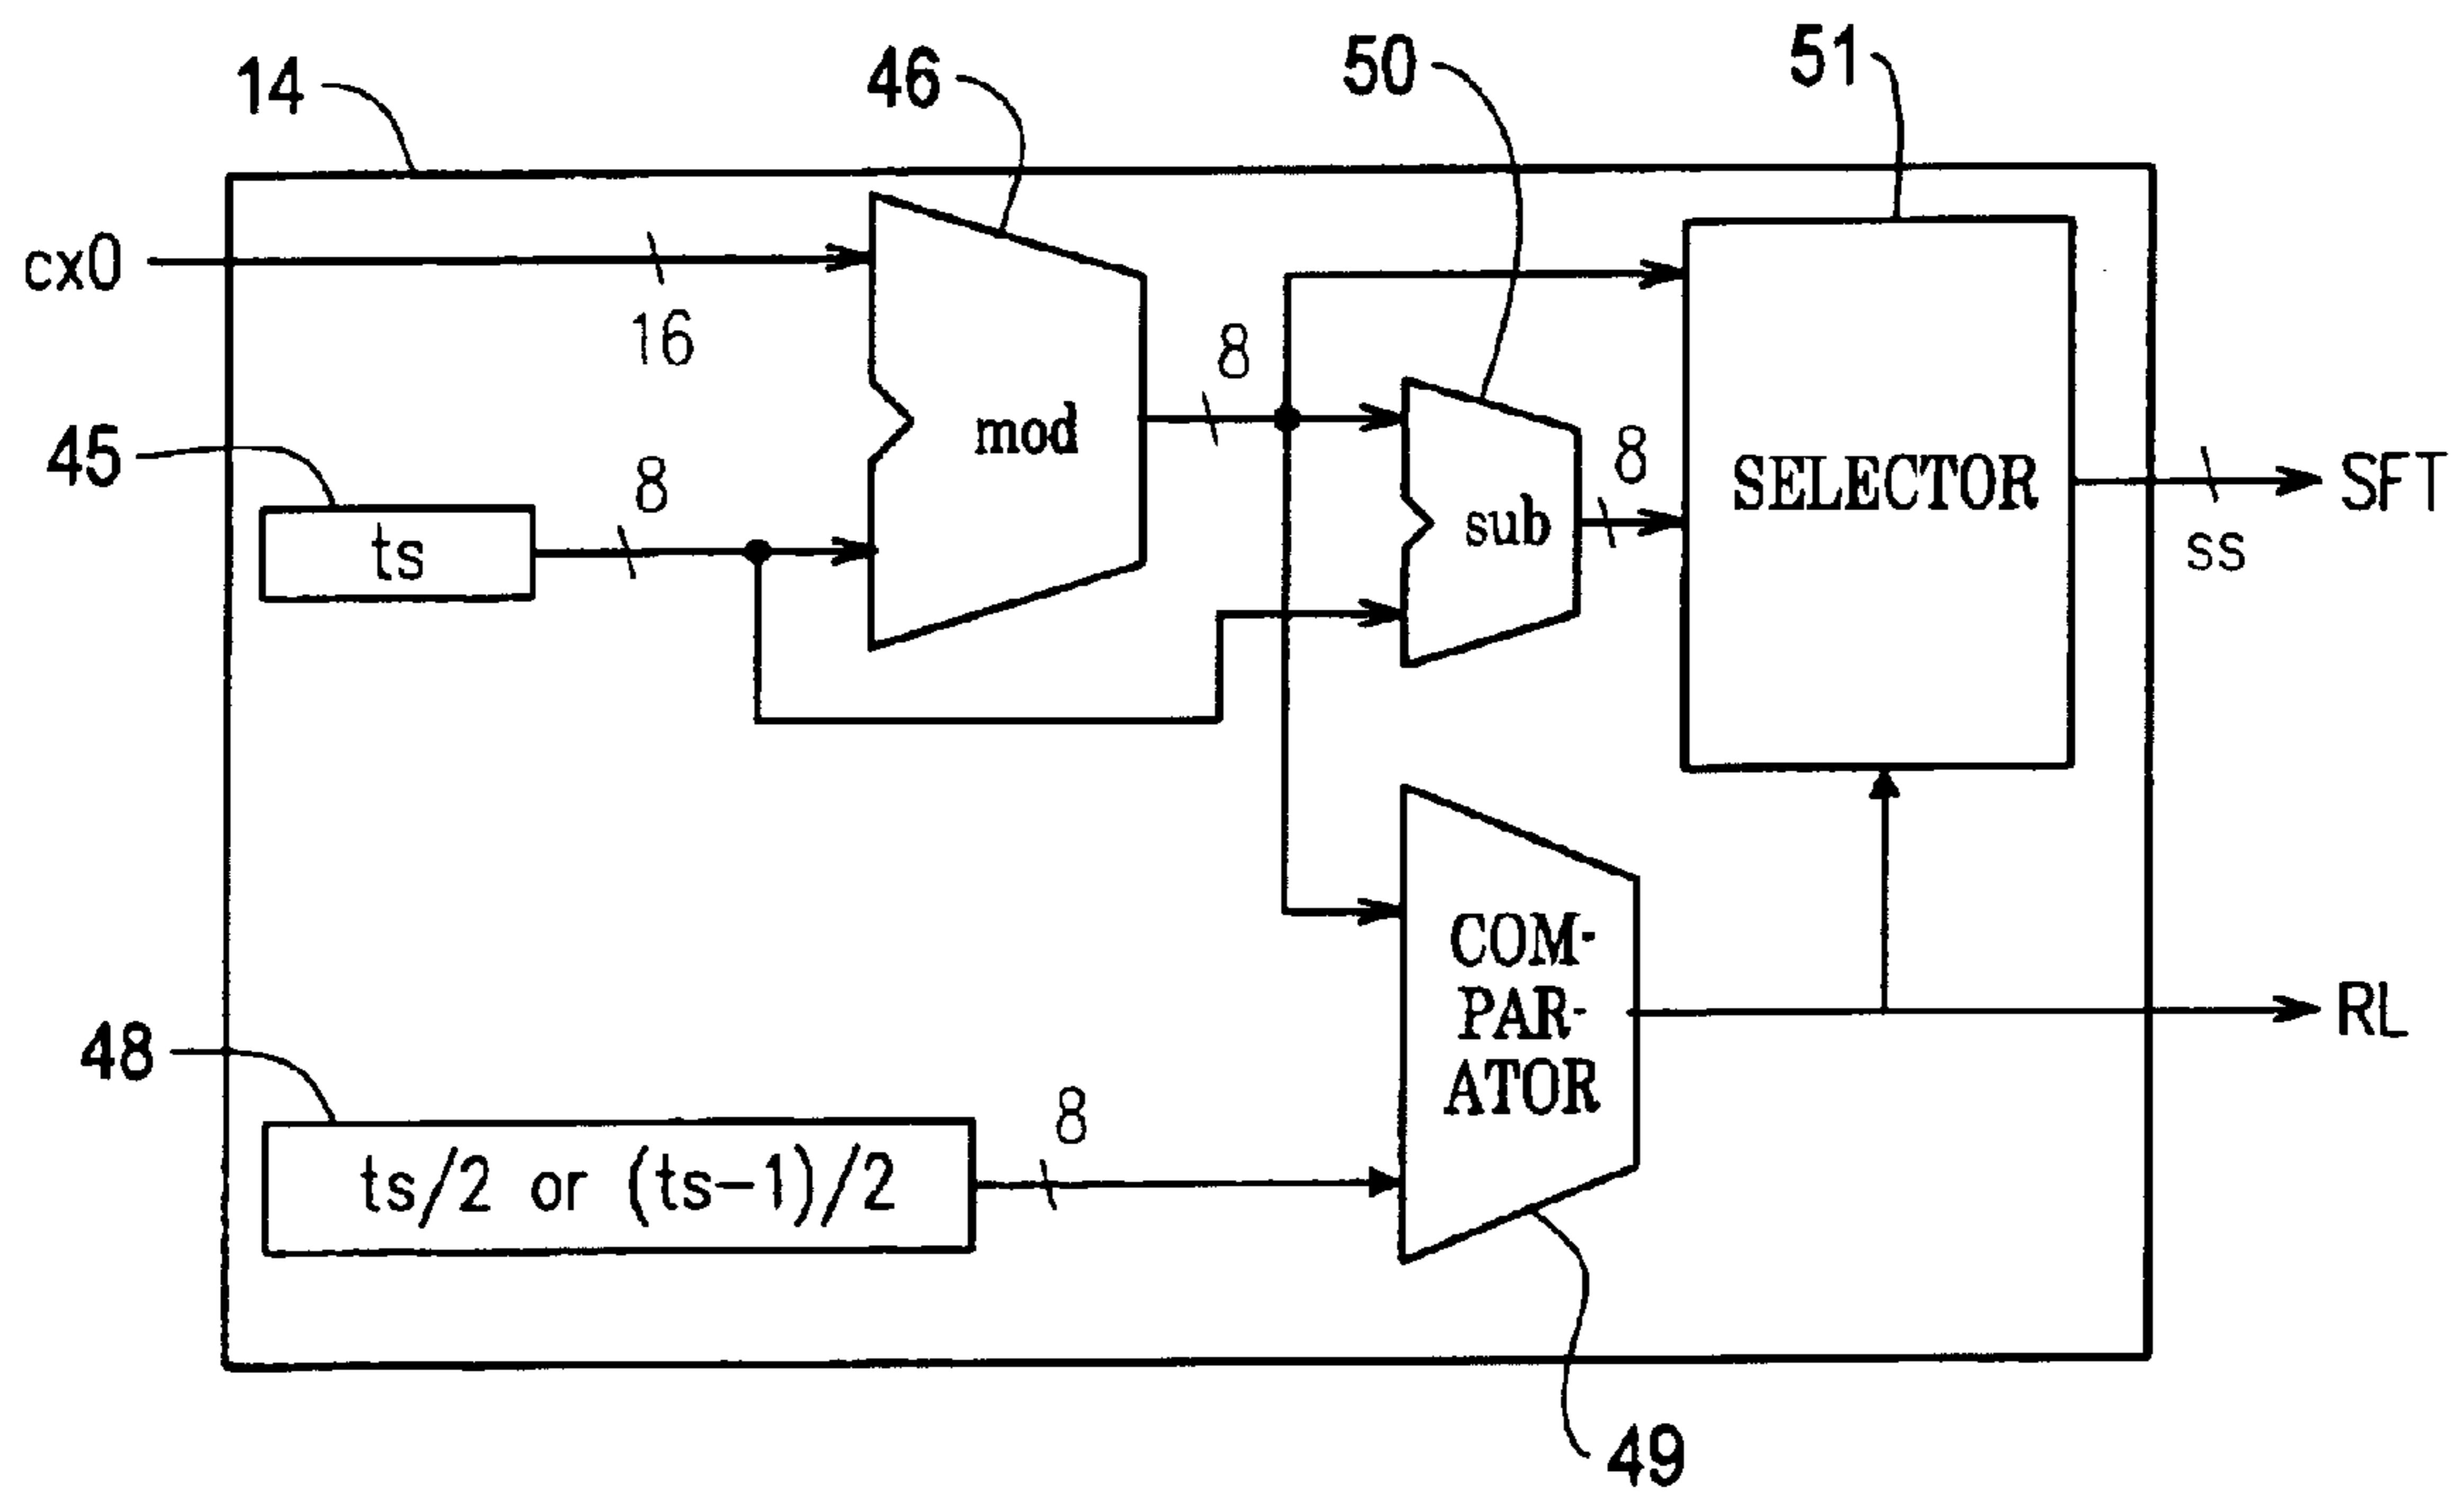 14
46
50
51
cx0
16
8
8
8
45
ts
mod
sub
SELECTOR
SFT
ss
COM-
PAR-
ATOR
RL
48
8
ts/2 or (ts-1)/2
49